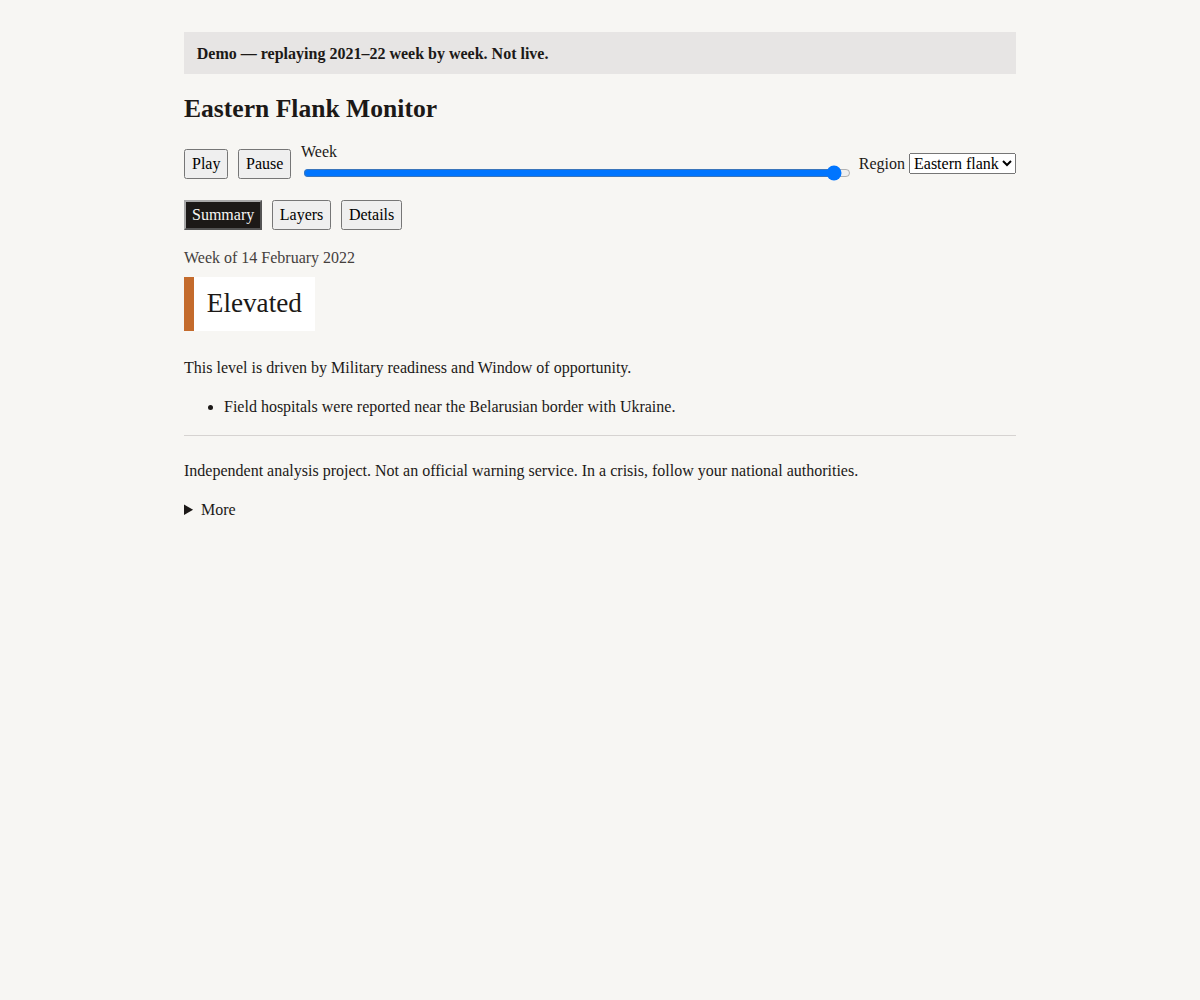 Demo — replaying 2021–22 week by week. Not live.
Eastern Flank Monitor
Play
Pause
Week
Region
Eastern flank
Summary
Layers
Details
Week of 14 February 2022
Elevated
This level is driven by Military readiness and Window of opportunity.
Field hospitals were reported near the Belarusian border with Ukraine.
Independent analysis project. Not an official warning service. In a crisis, follow your national authorities.
More